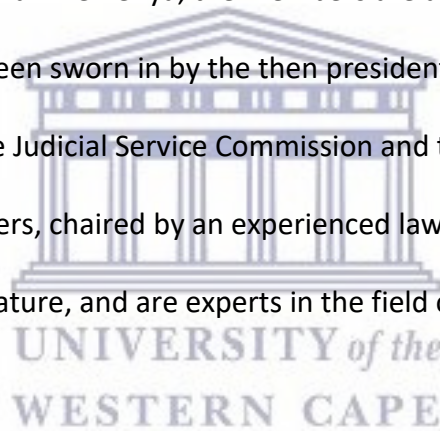 een sworn in by the then president
e Judicial Service Commission and t
ers, chaired by an experienced law
ature, and are experts in the field
UNIVERSITY of the
WESTERN CAPE